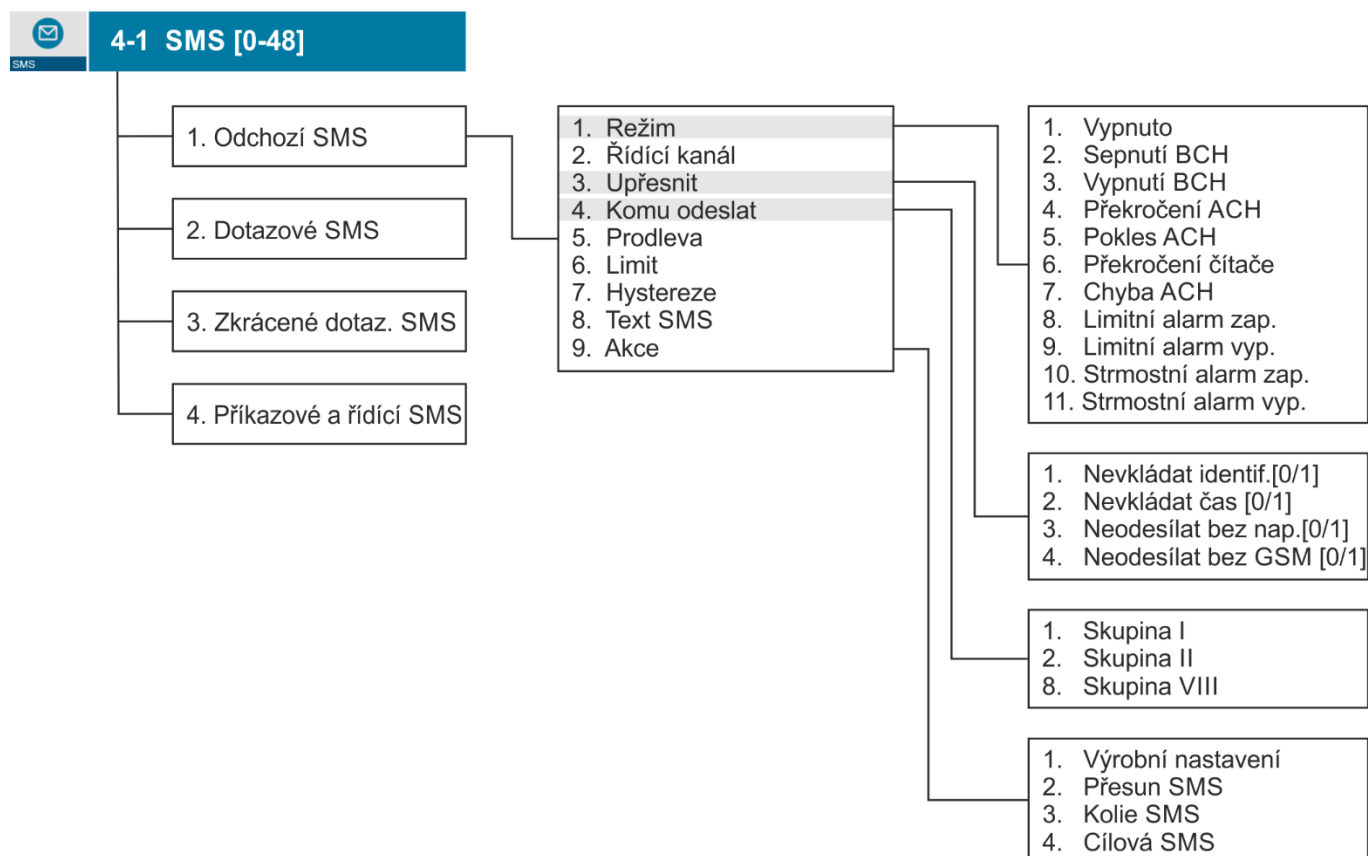 4-1 SMS [0-48]
SMS
1. Odchozí SMS
2. Dotazové SMS
3. Zkrácené dotaz. SMS
4. Příkazové a řídící SMS
1. Režim
2. Řídící kanál
3. Upřesnit
4. Komu odeslat
5. Prodleva
6. Limit
7. Hystereze
8. Text SMS
9. Akce
1. Vypnuto
2. Sepnutí BCH
3. Vypnutí BCH
4. Překročení ACH
5. Pokles ACH
6. Překročení čítače
7. Chyba ACH
8. Limitní alarm zap.
9. Limitní alarm vyp.
10. Strmostní alarm zap.
11. Strmostní alarm vyp.
1. Nevkládat identif.[0/1]
2. Nevkládat čas [0/1]
3. Neodesílat bez nap.[0/1]
4. Neodesílat bez GSM [0/1]
1. Skupina I
2. Skupina II
8. Skupina VIII
1. Výrobní nastavení
2. Přesun SMS
3. Kolie SMS
4. Cílová SMS